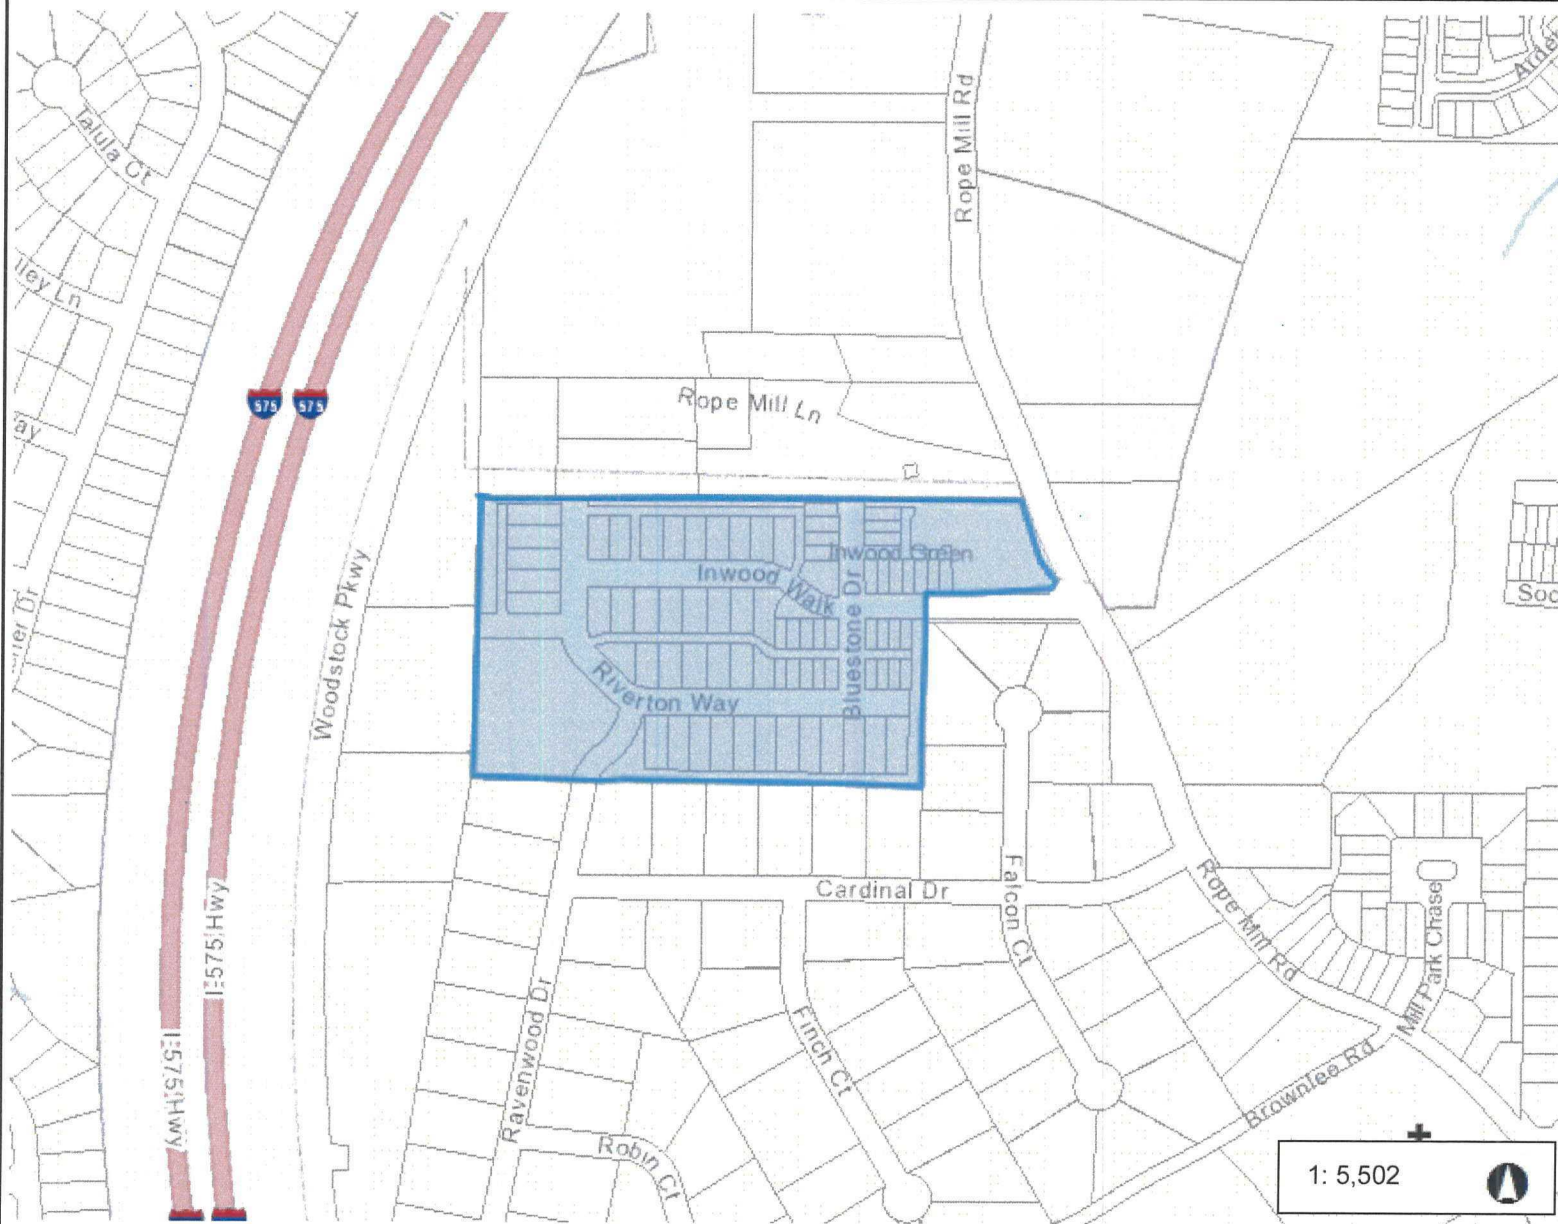 Talula Ct
Rope Mill Rd
575
575
Rope Mill Ln
Inwood Green
Inwood Walk
Bluestone Dr
Riverton Way
Woodstock Pkwy
Cardinal Dr
Falcon Ct
Rope Mill Rd
Mill Park Chase
I-575 Hwy
I-575 Hwy
Ravenwood Dr
Finch Ct
Robin Ct
Brownlee Rd
1: 5,502